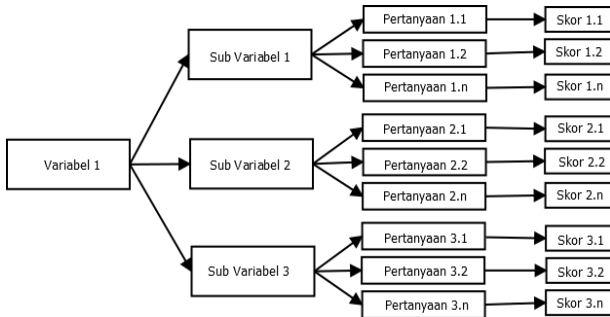 Variabel 1
Sub Variabel 1
Pertanyaan 1.1
Skor 1.1
Pertanyaan 1.2
Skor 1.2
Pertanyaan 1.n
Skor 1.n
Sub Variabel 2
Pertanyaan 2.1
Skor 2.1
Pertanyaan 2.2
Skor 2.2
Pertanyaan 2.n
Skor 2.n
Sub Variabel 3
Pertanyaan 3.1
Skor 3.1
Pertanyaan 3.2
Skor 3.2
Pertanyaan 3.n
Skor 3.n